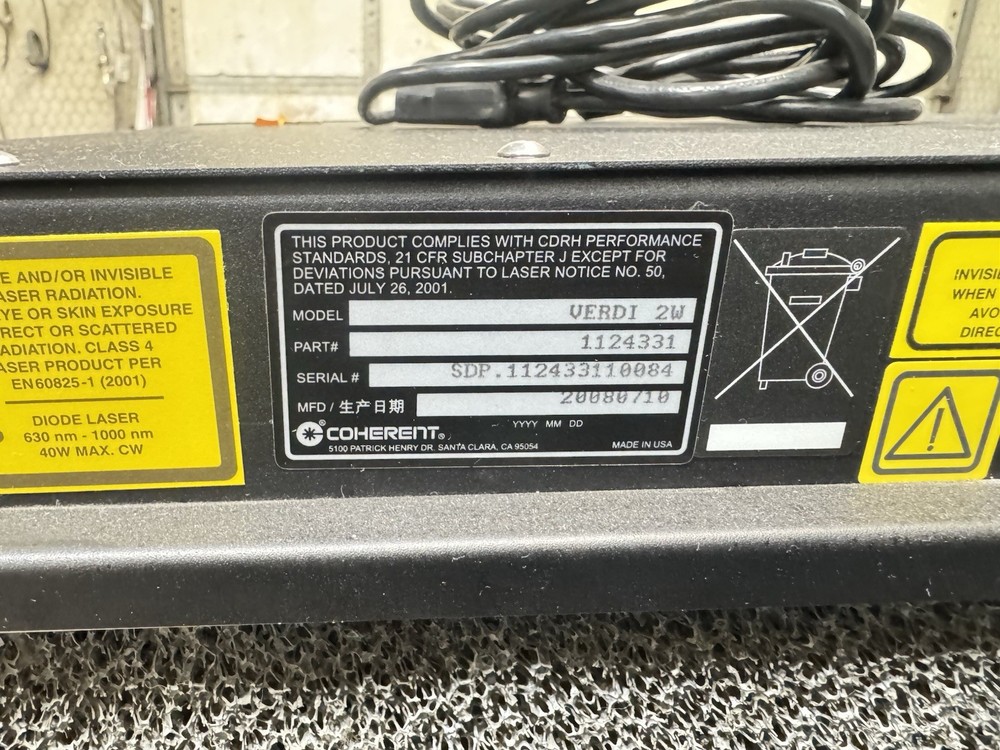 E AND/OR INVISIBLE
ASER RADIATION.
YE OR SKIN EXPOSURE
RECT OR SCATTERED
ADIATION. CLASS 4
ASER PRODUCT PER
EN60825-1 (2001)
DIODE LASER
630 nm - 1000 nm
40W MAX. CW
THIS PRODUCT COMPLIES WITH CDRH PERFORMANCE
STANDARDS, 21 CFR SUBCHAPTER J EXCEPT FOR
DEVIATIONS PURSUANT TO LASER NOTICE NO. 50,
DATED JULY 26, 2001.
MODEL VERDI 2W
PART# 1124331
SERIAL # SDP.112433110084
MFD / 生产日期 20080710
YYYY MM DD
COHERENT®
5100 PATRICK HENRY DR. SANTA CLARA, CA 95054
MADE IN USA
INVISI
WHEN
AVO
DIREC